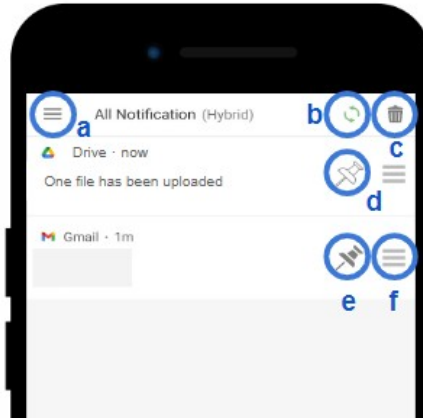 a All Notification (Hybrid) b c
Drive · now
One file has been uploaded
d
Gmail · 1m
e f